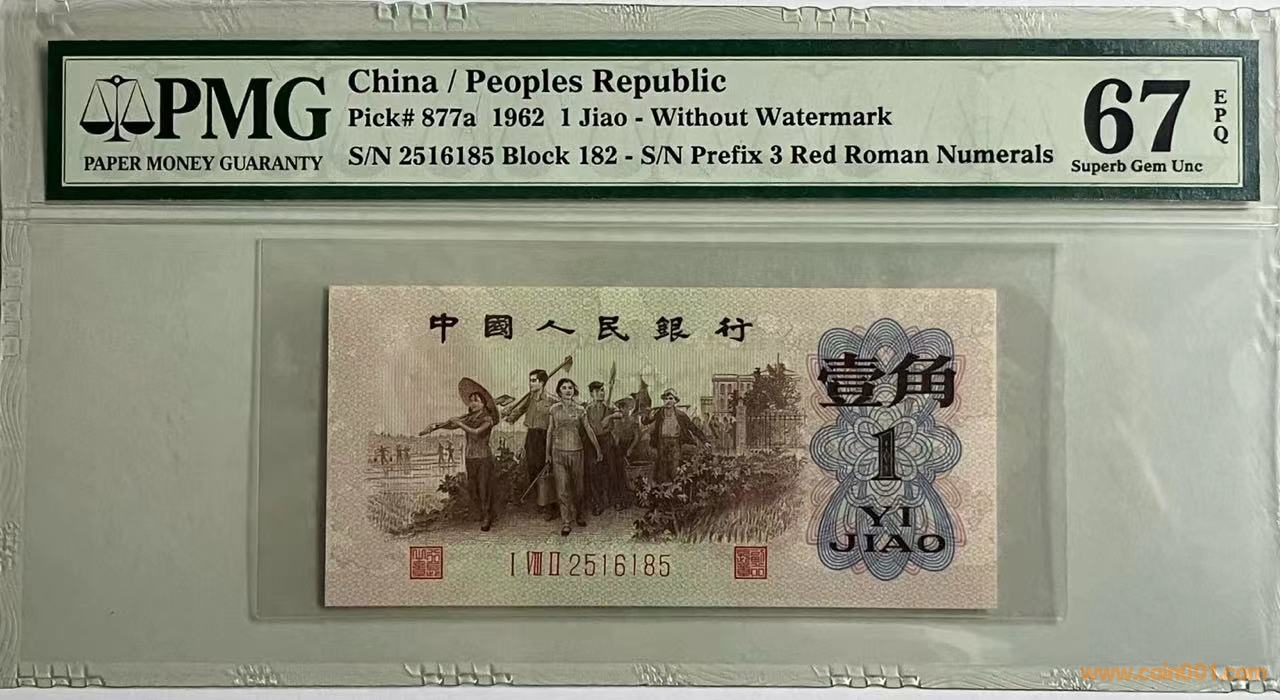 PMG
PAPER MONEY GUARANTY
China / Peoples Republic
Pick# 877a 1962 1 Jiao - Without Watermark
S/N 2516185 Block 182 - S/N Prefix 3 Red Roman Numerals
67
EPQ
Superb Gem Unc
中國人民銀行
壹角
1
YI
JIAO
I VIII II 2516185
www.coin001.com